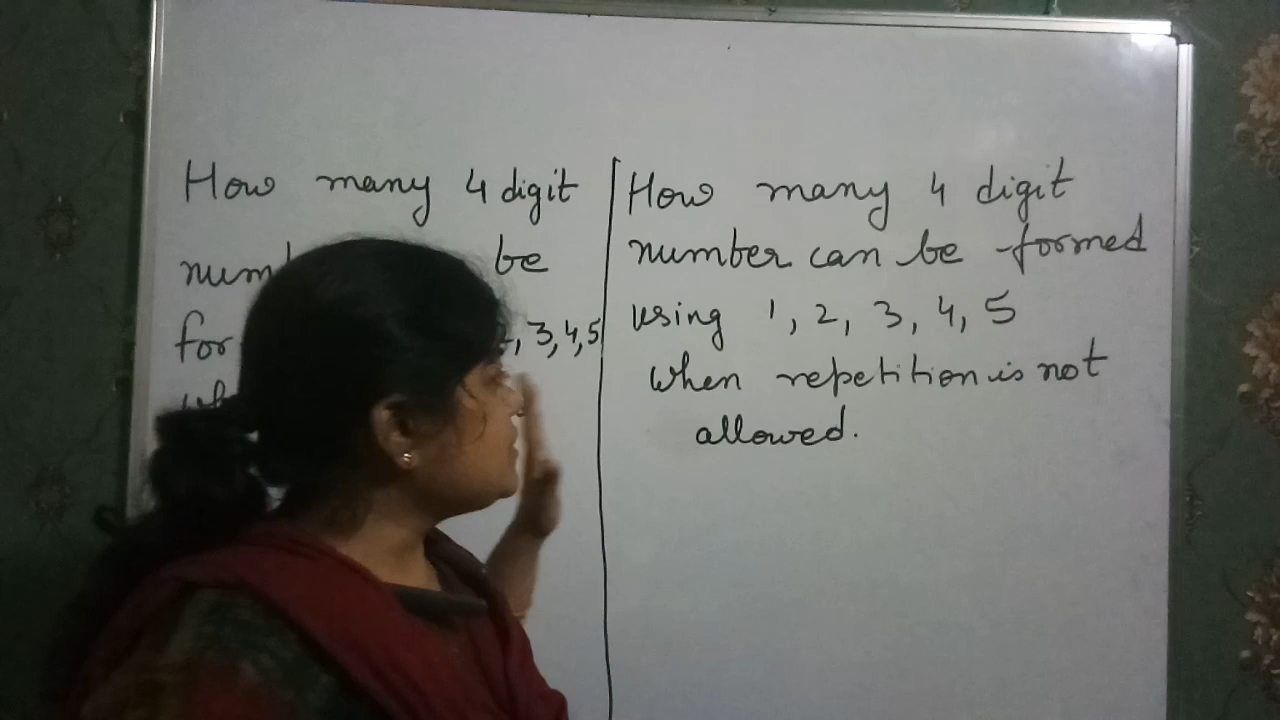 How many 4 digit
be
3, 4, 5
How many 4 digit
number can be formed
using 1, 2, 3, 4, 5
when repetition is not
allowed.